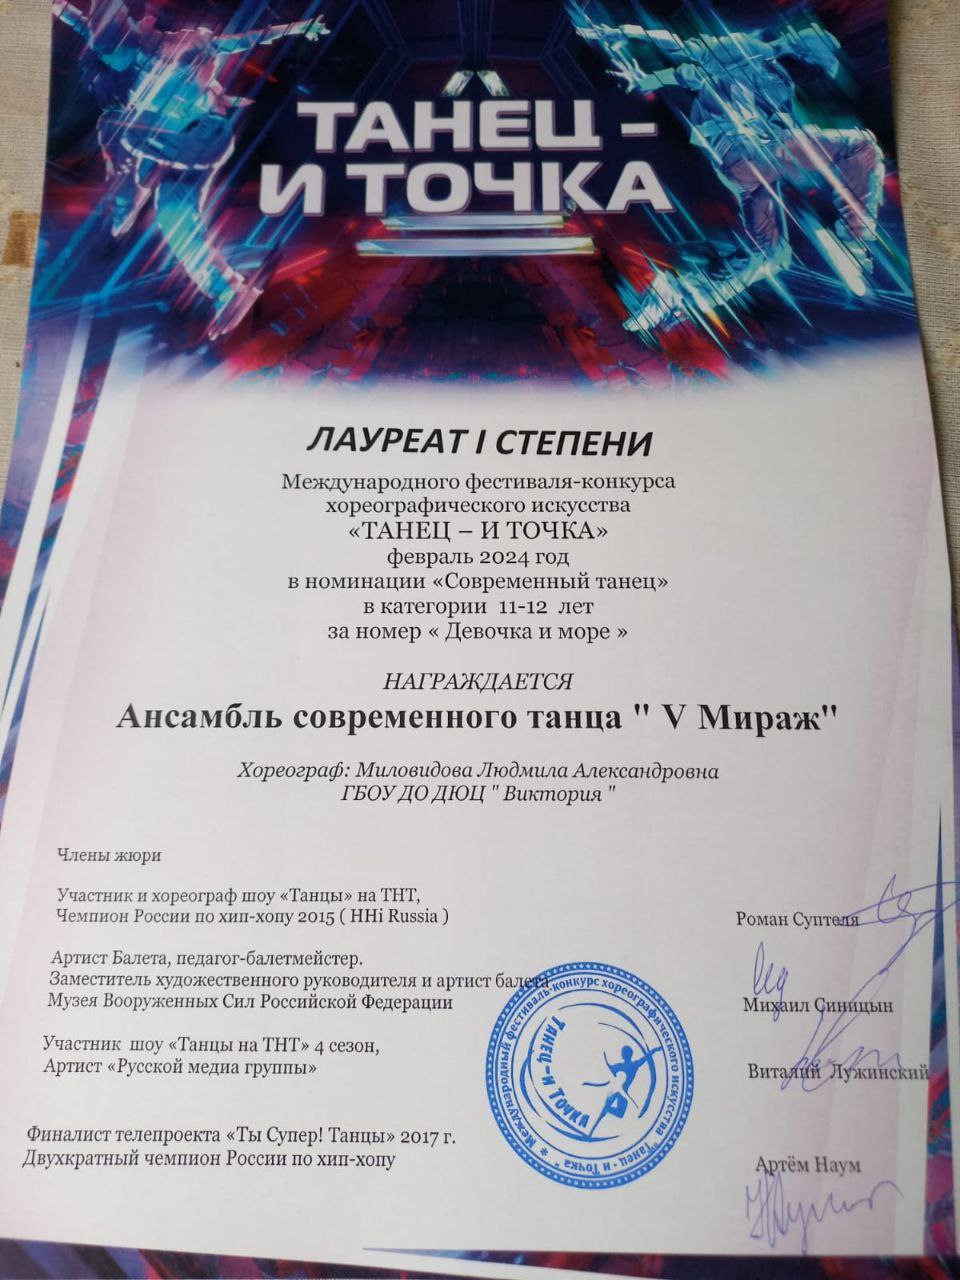 ТАНЕЦ -
И ТОЧКА
ЛАУРЕАТ I СТЕПЕНИ
Международного фестиваля-конкурса
хореографического искусства
«ТАНЕЦ – И ТОЧКА»
февраль 2024 год
в номинации «Современный танец»
в категории 11-12 лет
за номер « Девочка и море »
НАГРАЖДАЕТСЯ
Ансамбль современного танца " V Мираж"
Хореограф: Миловидова Людмила Александровна
ГБОУ ДО ДЮЦ " Виктория "
Члены жюри
Участник и хореограф шоу «Танцы» на ТНТ,
Чемпион России по хип-хопу 2015 ( HHi Russia )
Роман Суптеля
Артист Балета, педагог-балетмейстер.
Заместитель художественного руководителя и артист балета
Музея Вооруженных Сил Российской Федерации
Михаил Синицын
Участник шоу «Танцы на ТНТ» 4 сезон,
Артист «Русской медиа группы»
Виталий Лужинский
Финалист телепроекта «Ты Супер! Танцы» 2017 г.
Двухкратный чемпион России по хип-хопу
Артём Наум
* Международный фестиваль-конкурс хореографического искусства "Танец - и Точка"
ТАНЕЦ-И ТОЧКА